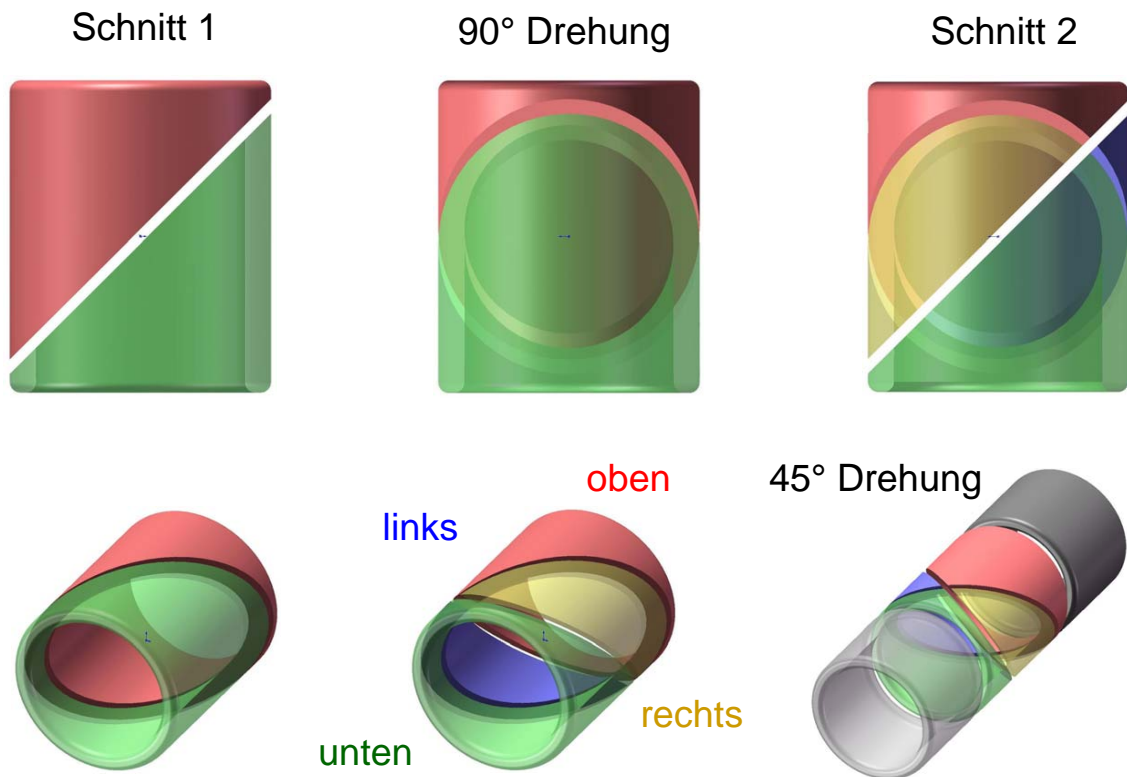 Schnitt 1
90° Drehung
Schnitt 2
oben
45° Drehung
links
rechts
unten